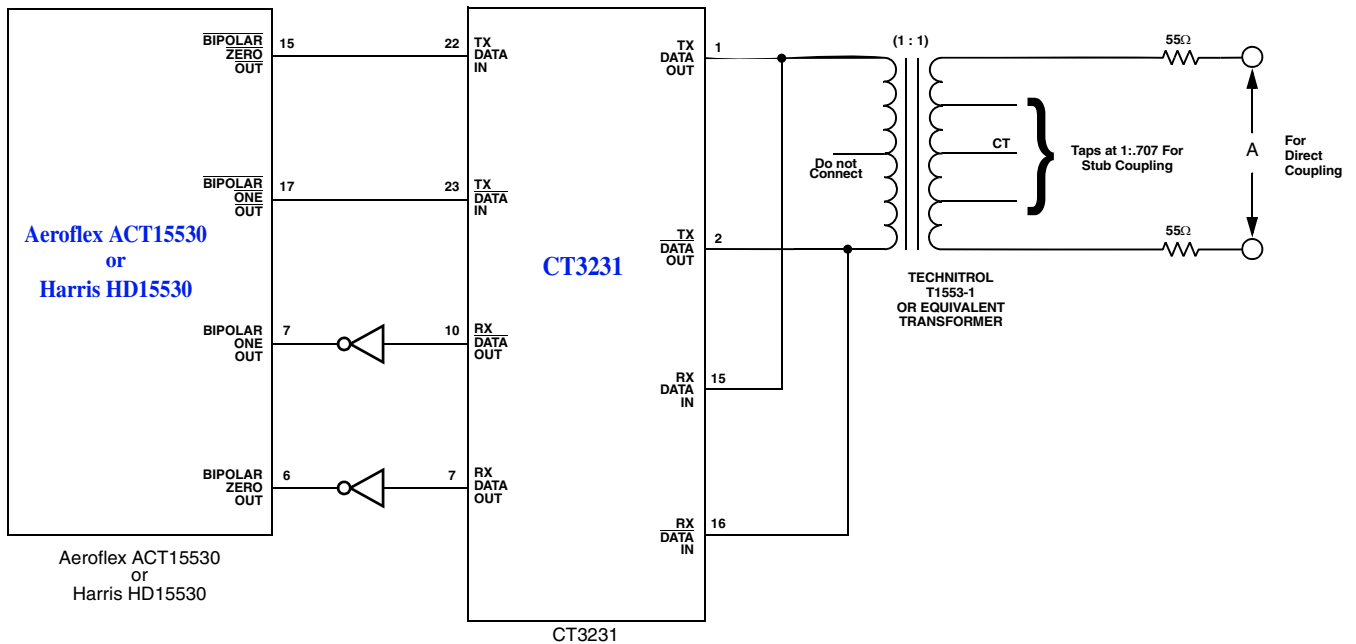 BIPOLAR
ZERO
OUT
15
22
TX
DATA
IN
BIPOLAR
ONE
OUT
17
23
TX
DATA
IN
Aeroflex ACT15530
or
Harris HD15530
BIPOLAR
ONE
OUT
7
10
RX
DATA
OUT
BIPOLAR
ZERO
OUT
6
7
RX
DATA
OUT
Aeroflex ACT15530
or
Harris HD15530
CT3231
TX
DATA
OUT
1
TX
DATA
OUT
2
RX
DATA
IN
15
RX
DATA
IN
16
CT3231
(1 : 1)
Do not
Connect
CT
Taps at 1:.707 For
Stub Coupling
TECHNITROL
T1553-1
OR EQUIVALENT
TRANSFORMER
55Ω
55Ω
A
For
Direct
Coupling